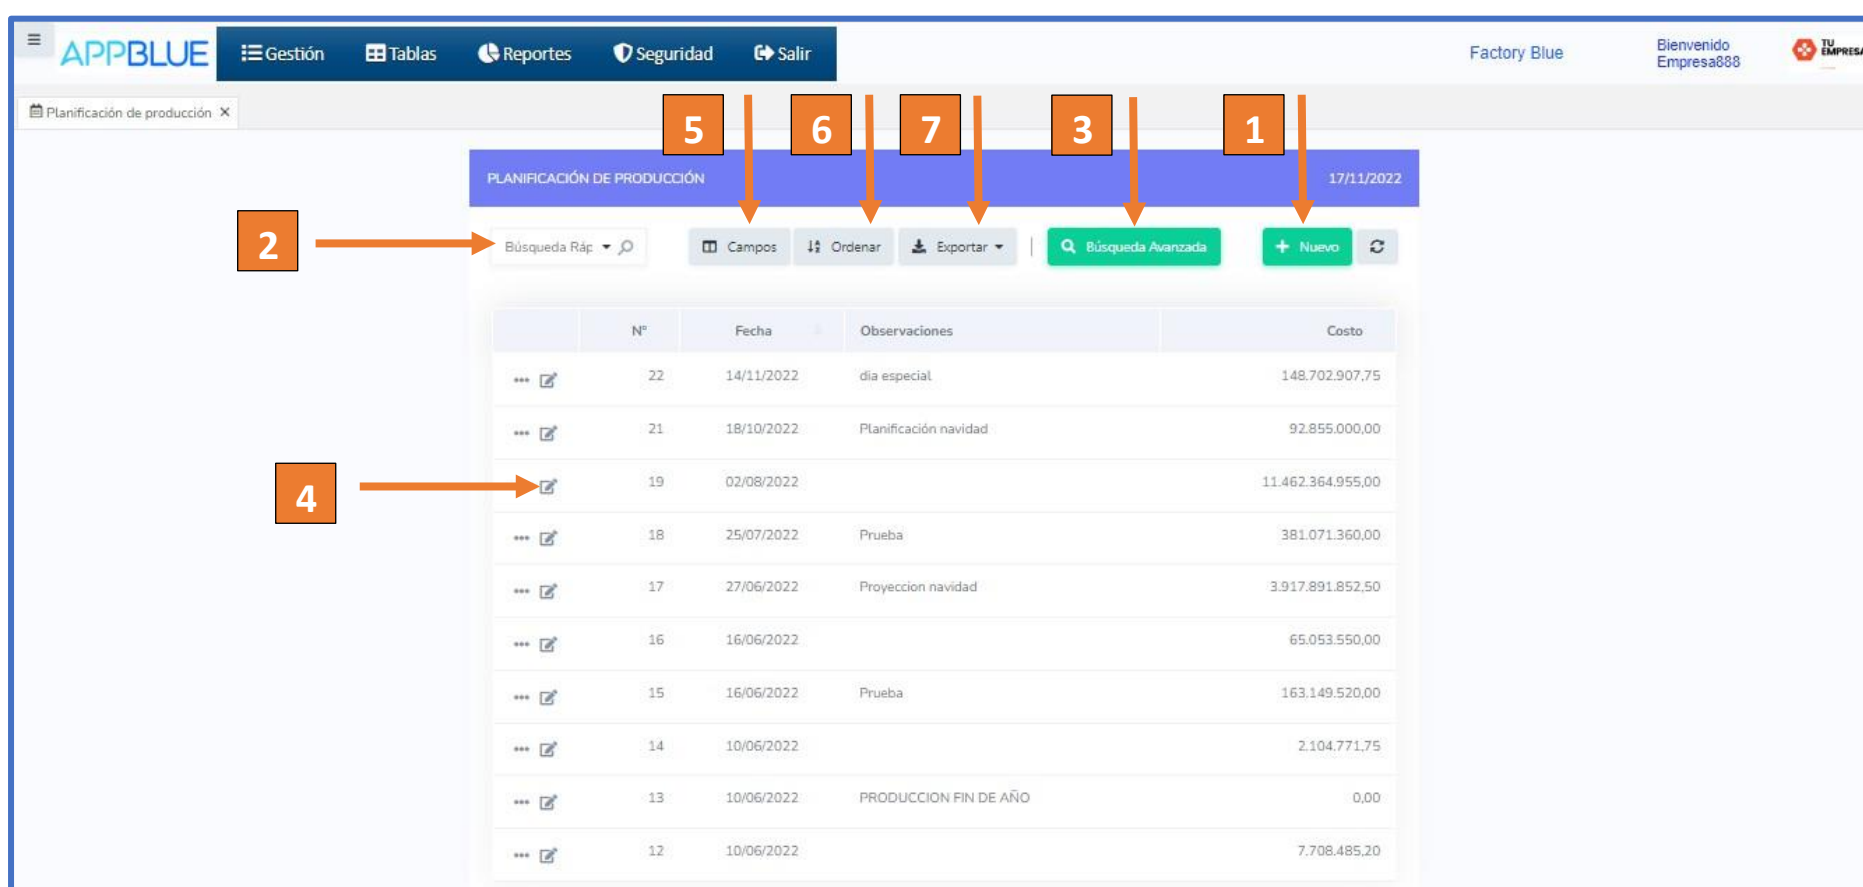 APPBLUE Gestión Tablas Reportes Seguridad Salir Factory Blue Bienvenido Empresa888 TU EMPRESA
Planificación de producción
5 6 7 3 1
PLANIFICACIÓN DE PRODUCCIÓN 17/11/2022
2 Búsqueda Ráp Campos Ordenar Exportar Búsqueda Avanzada + Nuevo
N° Fecha Observaciones Costo
22 14/11/2022 dia especial 148.702.907,75
21 18/10/2022 Planificación navidad 92.855.000,00
4 19 02/08/2022 11.462.364.955,00
18 25/07/2022 Prueba 381.071.360,00
17 27/06/2022 Proyeccion navidad 3.917.891.852,50
16 16/06/2022 65.053.550,00
15 16/06/2022 Prueba 163.149.520,00
14 10/06/2022 2.104.771,75
13 10/06/2022 PRODUCCION FIN DE AÑO 0,00
12 10/06/2022 7.708.485,20